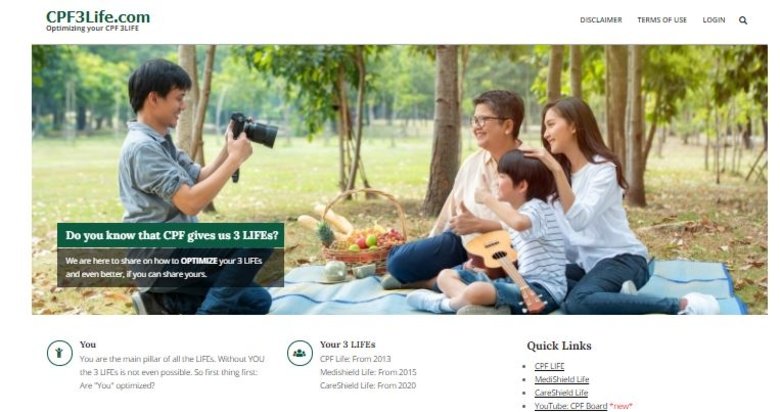 CPF3Life.com
Optimizing your CPF 3LIFE
DISCLAIMER TERMS OF USE LOGIN
Do you know that CPF gives us 3 LIFEs?
We are here to share on how to OPTIMIZE your 3 LIFEs
and even better, if you can share yours.
You
You are the main pillar of all the LIFEs. Without YOU
the 3 LIFEs is not even possible. So first thing first:
Are "You" optimized?
Your 3 LIFEs
CPF Life: From 2013
Medishield Life: From 2015
CareShield Life: From 2020
Quick Links
CPF LIFE
MediShield Life
CareShield Life
YouTube: CPF Board *new*